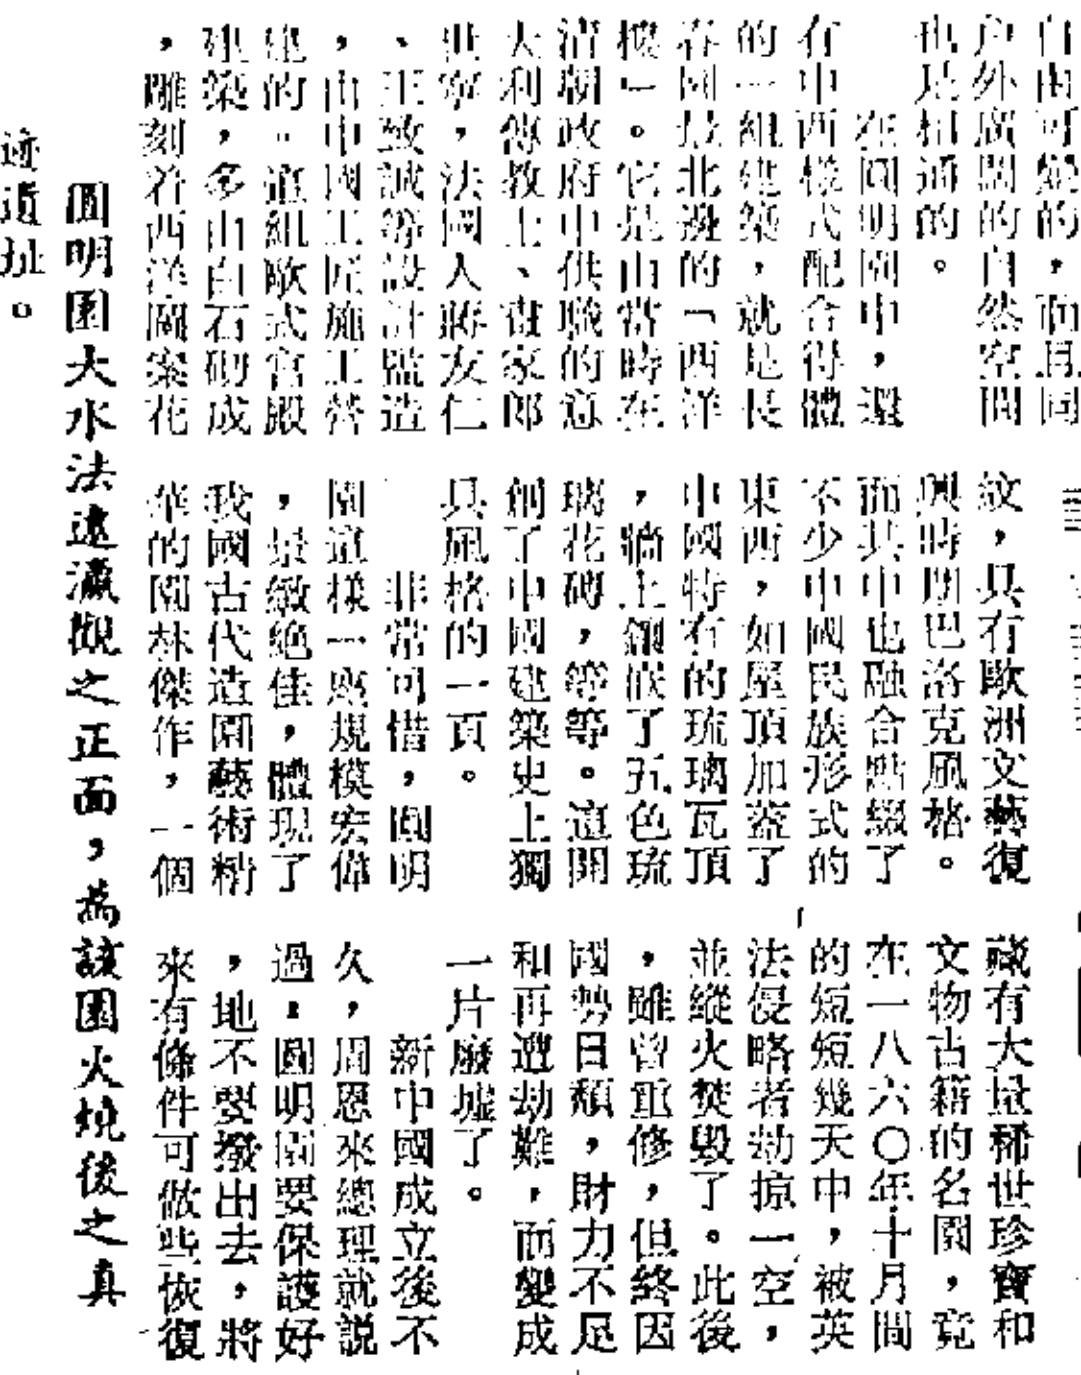 自由可變的，而且同
户外廣闊的自然空間
也是相通的。
在圓明園中，還
有中西樣式配合得體
的一組建築，就是長
春園最北邊的「西洋
樓」。它是由當時在
清朝政府中供職的意
大利傳教士、畫家郎
世寧，法國人蔣友仁
、王致誠等設計監造
，由中國工匠施工營
建的。這組歐式宮殿
建築，多由白石砌成
，雕刻着西洋圖案花
紋，具有歐洲文藝復
興時期巴洛克風格。
而其中也融合點綴了
不少中國民族形式的
東西，如屋頂加蓋了
中國特有的琉璃瓦頂
，牆上鑲嵌了五色琉
璃花磚，等等。這開
創了中國建築史上獨
具風格的一頁。
非常可惜，圓明
園這樣一座規模宏偉
，景緻絶佳，體現了
我國古代造園藝術精
華的園林傑作，一個
藏有大量稀世珍寶和
文物古籍的名園，竟
在一八六〇年十月間
的短短幾天中，被英
法侵略者劫掠一空，
並縱火焚毀了。此後
，雖曾重修，但終因
國勢日頹，財力不足
和再遭劫難，而變成
一片廢墟了。
新中國成立後不
久，周恩來總理就説
過，圓明園要保護好
，地不要撥出去，將
來有條件可做些恢復
圓明園大水法遠瀛觀之正面，爲該園火燒後之真
迹遺址。